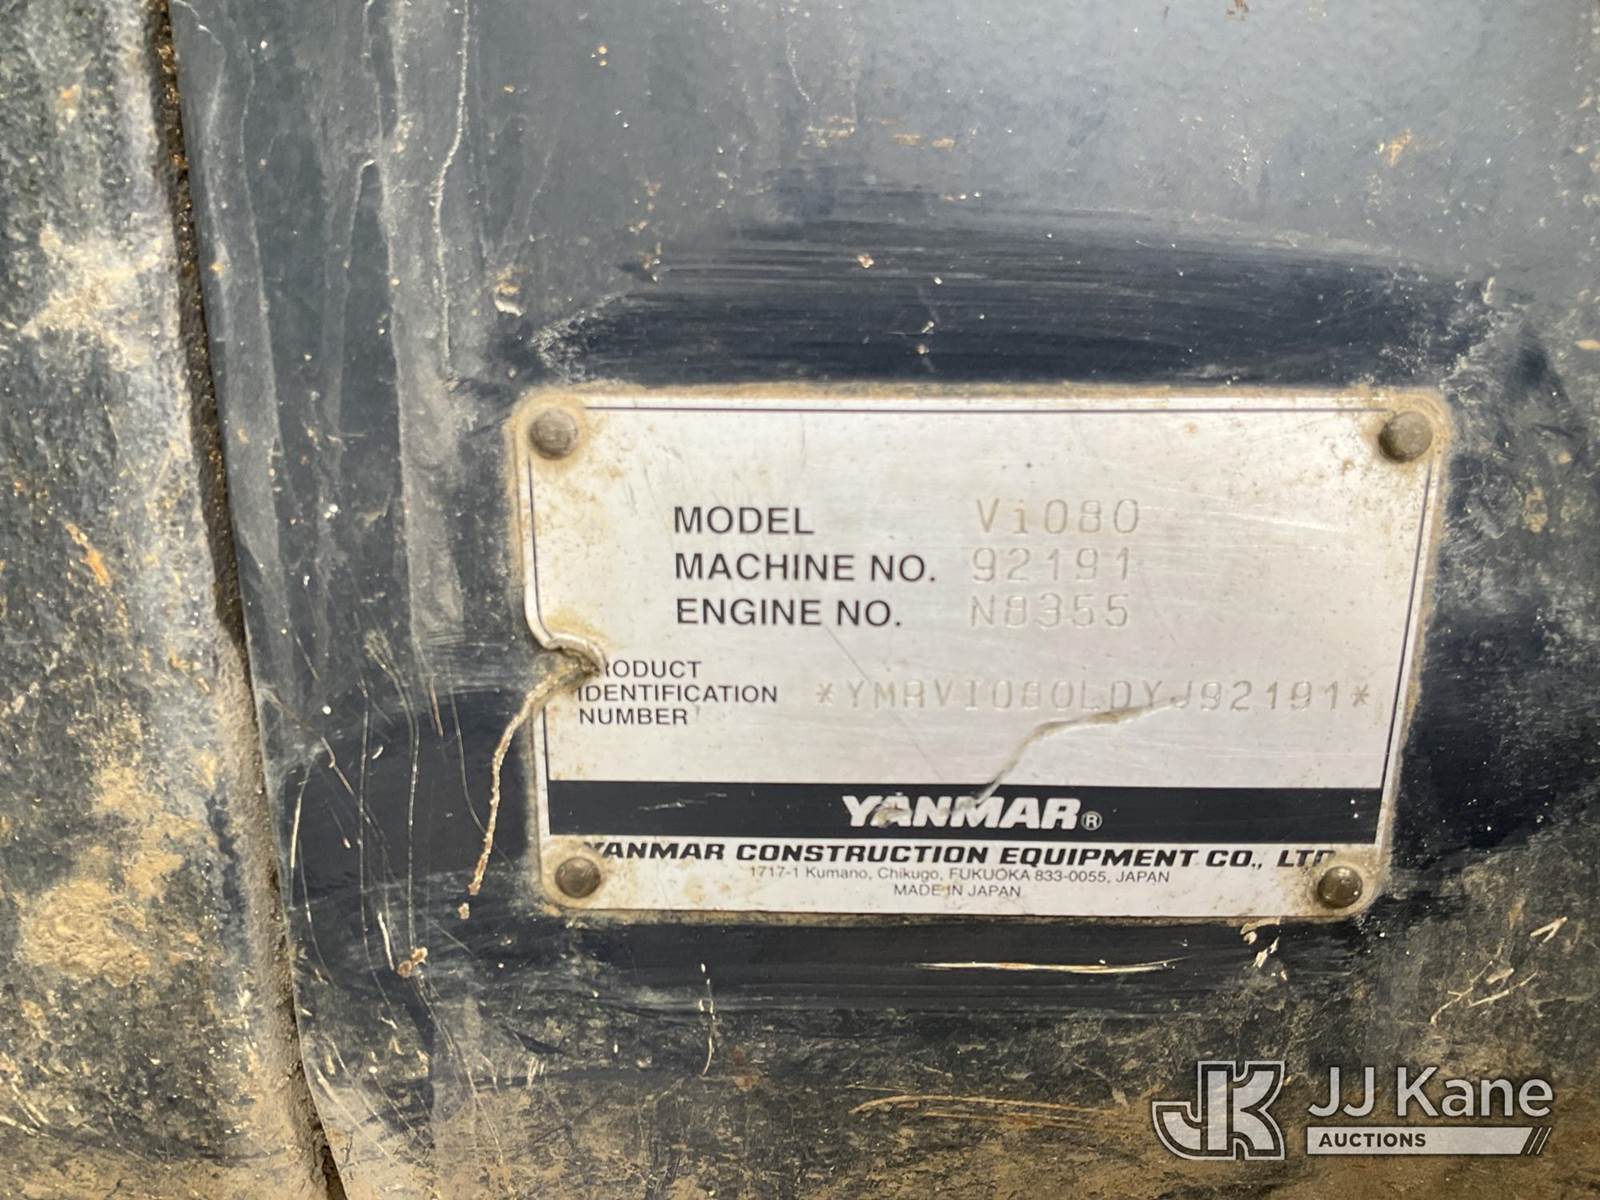 MODEL Vi080
MACHINE NO. 92191
ENGINE NO. N8355
PRODUCT
IDENTIFICATION
NUMBER *YMRVI080LDYJ92191*
YANMAR®
YANMAR CONSTRUCTION EQUIPMENT CO., LTD.
1717-1 Kumano, Chikugo, FUKUOKA 833-0055, JAPAN
MADE IN JAPAN
JK JJ Kane
AUCTIONS